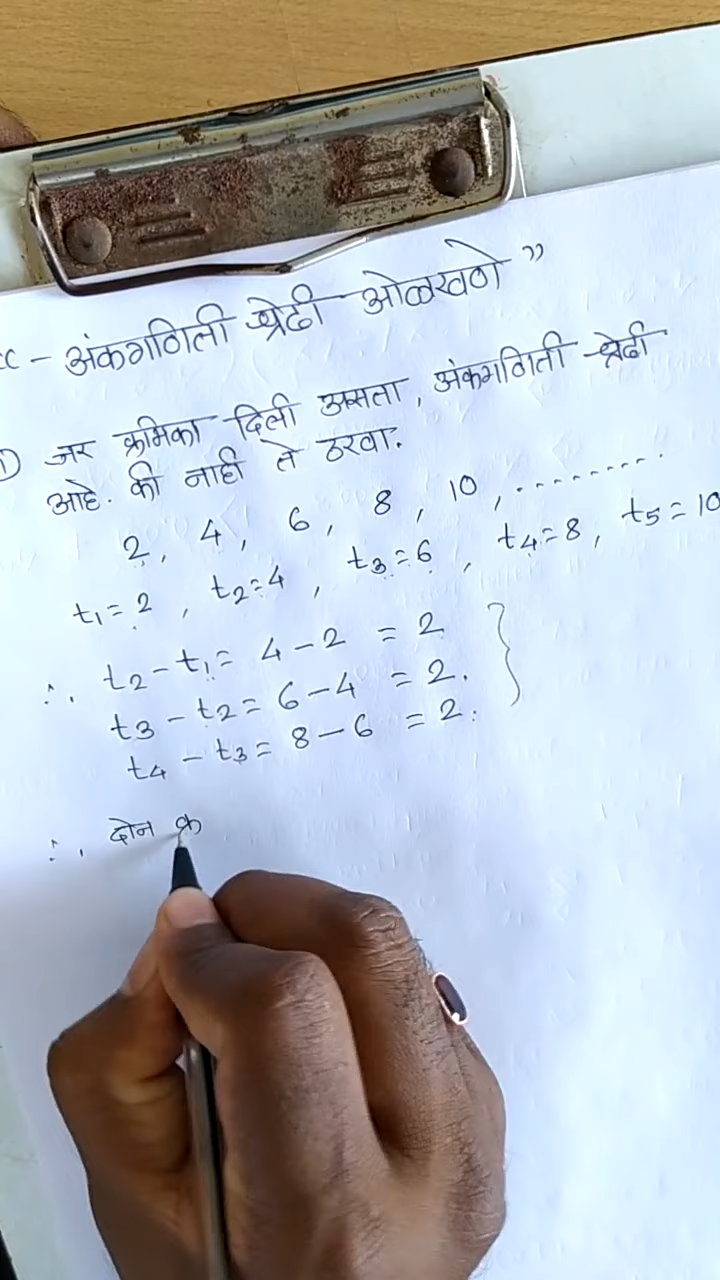 - अंकगणिती श्रेढी ओळखणे ”
1) जर क्रमिका दिली असता, अंकगणिती श्रेढी
आहे. की नाही ते ठरवा.
2, 4, 6, 8, 10, ........
t1 = 2, t2 = 4, t3 = 6, t4 = 8, t5 = 10
∴ t2 - t1 = 4 - 2 = 2
t3 - t2 = 6 - 4 = 2.
t4 - t3 = 8 - 6 = 2.
∴ दोन क्र